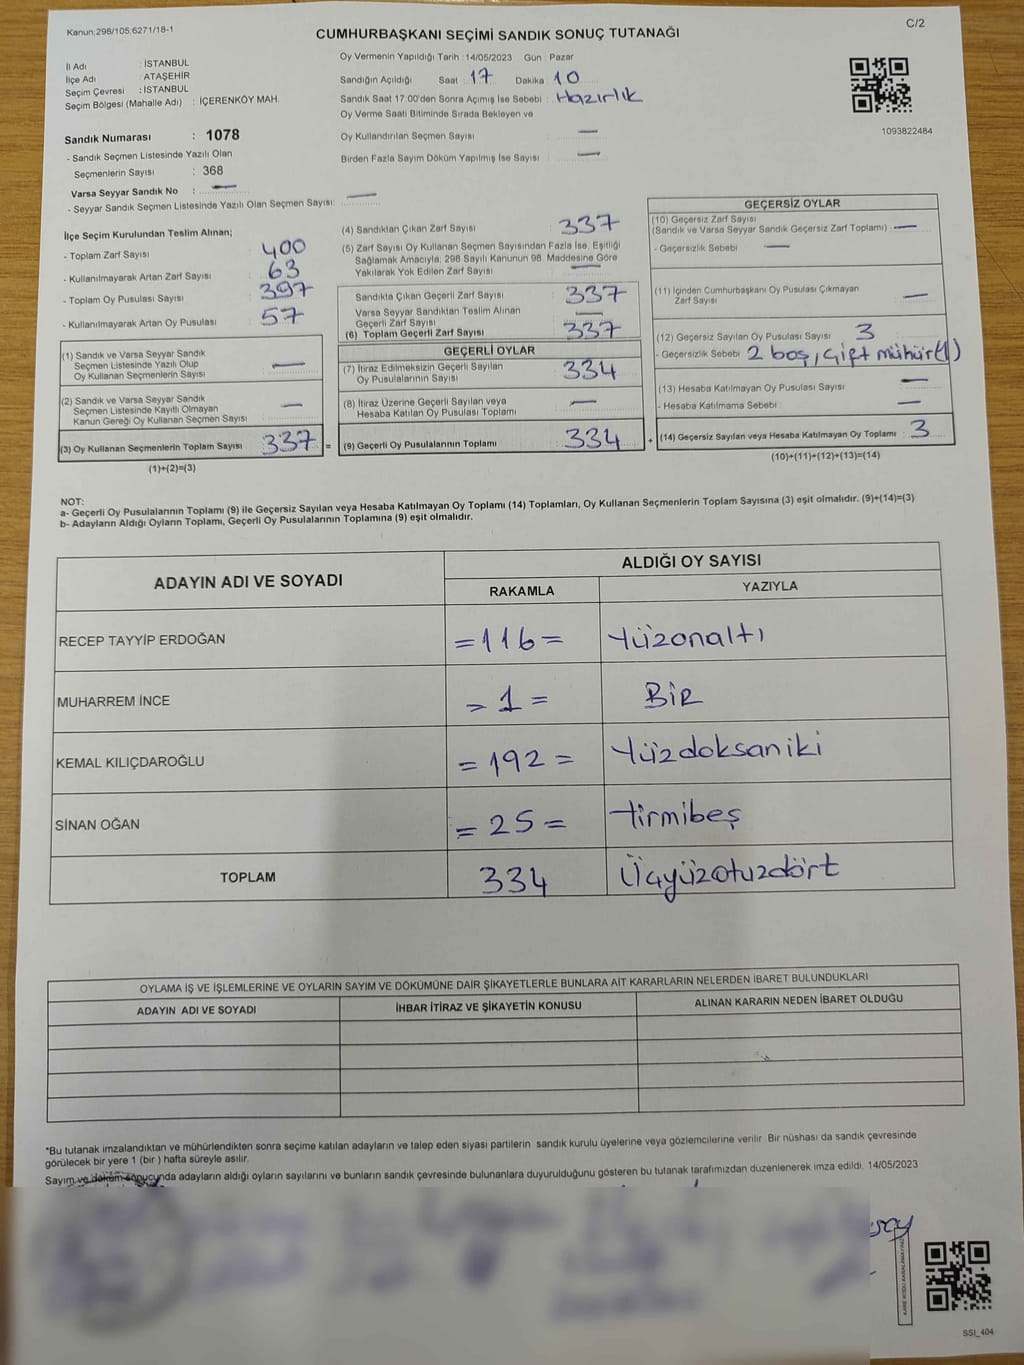 Kanun:298/105;6271/18-1
C/2
CUMHURBAŞKANI SEÇİMİ SANDIK SONUÇ TUTANAĞI
İl Adı : İSTANBUL
İlçe Adı : ATAŞEHİR
Seçim Çevresi : İSTANBUL
Seçim Bölgesi (Mahalle Adı) : İÇERENKÖY MAH.
Sandık Numarası : 1078
- Sandık Seçmen Listesinde Yazılı Olan
Seçmenlerin Sayısı : 368
Varsa Seyyar Sandık No : —
- Seyyar Sandık Seçmen Listesinde Yazılı Olan Seçmen Sayısı: —
Oy Vermenin Yapıldığı Tarih : 14/05/2023 Gün : Pazar
Sandığın Açıldığı Saat : 17 Dakika 10
Sandık Saat 17:00'den Sonra Açımış İse Sebebi : Hazırlık
Oy Verme Saati Bitiminde Sırada Bekleyen ve
Oy Kullandırılan Seçmen Sayısı : —
Birden Fazla Sayım Döküm Yapılmış İse Sayısı : —
1093822484
İlçe Seçim Kurulundan Teslim Alınan;
- Toplam Zarf Sayısı : 400
- Kullanılmayarak Artan Zarf Sayısı : 63
- Toplam Oy Pusulası Sayısı : 397
- Kullanılmayarak Artan Oy Pusulası : 57
(1) Sandık ve Varsa Seyyar Sandık
Seçmen Listesinde Yazılı Olup
Oy Kullanan Seçmenlerin Sayısı : —
(2) Sandık ve Varsa Seyyar Sandık
Seçmen Listesinde Kayıtlı Olmayan
Kanun Gereği Oy Kullanan Seçmen Sayısı : —
(3) Oy Kullanan Seçmenlerin Toplam Sayısı : 337 =
(1)+(2)=(3)
(4) Sandıktan Çıkan Zarf Sayısı : 337
(5) Zarf Sayısı Oy Kullanan Seçmen Sayısından Fazla İse, Eşitliği
Sağlamak Amacıyla; 298 Sayılı Kanunun 98. Maddesine Göre
Yakılarak Yok Edilen Zarf Sayısı : —
Sandıkta Çıkan Geçerli Zarf Sayısı : 337
Varsa Seyyar Sandıktan Teslim Alınan
Geçerli Zarf Sayısı : —
(6) Toplam Geçerli Zarf Sayısı : 337
GEÇERLİ OYLAR
(7) İtiraz Edilmeksizin Geçerli Sayılan
Oy Pusulalarının Sayısı : 334
(8) İtiraz Üzerine Geçerli Sayılan veya
Hesaba Katılan Oy Pusulası Toplamı : —
(9) Geçerli Oy Pusulalarının Toplamı : 334 +
GEÇERSİZ OYLAR
(10) Geçersiz Zarf Sayısı
(Sandık ve Varsa Seyyar Sandık Geçersiz Zarf Toplamı) : —
- Geçersizlik Sebebi : —
(11) İçinden Cumhurbaşkanı Oy Pusulası Çıkmayan
Zarf Sayısı : —
(12) Geçersiz Sayılan Oy Pusulası Sayısı : 3
- Geçersizlik Sebebi : 2 boş, çift mühür(1)
(13) Hesaba Katılmayan Oy Pusulası Sayısı : —
- Hesaba Katılmama Sebebi : —
(14) Geçersiz Sayılan veya Hesaba Katılmayan Oy Toplamı : 3
(10)+(11)+(12)+(13)=(14)
NOT:
a- Geçerli Oy Pusulalarının Toplamı (9) ile Geçersiz Sayılan veya Hesaba Katılmayan Oy Toplamı (14) Toplamları, Oy Kullanan Seçmenlerin Toplam Sayısına (3) eşit olmalıdır. (9)+(14)=(3)
b- Adayların Aldığı Oyların Toplamı, Geçerli Oy Pusulalarının Toplamına (9) eşit olmalıdır.
ADAYIN ADI VE SOYADI
ALDIĞI OY SAYISI
RAKAMLA YAZIYLA
RECEP TAYYİP ERDOĞAN =116= Yüzonaltı
MUHARREM İNCE =1= BİR
KEMAL KILIÇDAROĞLU =192= Yüzdoksaniki
SİNAN OĞAN =25= Yirmibeş
TOPLAM 334 Üçyüzotuzdört
OYLAMA İŞ VE İŞLEMLERİNE VE OYLARIN SAYIM VE DÖKÜMÜNE DAİR ŞİKAYETLERLE BUNLARA AİT KARARLARIN NELERDEN İBARET BULUNDUKLARI
ADAYIN ADI VE SOYADI İHBAR İTİRAZ VE ŞİKAYETİN KONUSU ALINAN KARARIN NEDEN İBARET OLDUĞU
*Bu tutanak imzalandıktan ve mühürlendikten sonra seçime katılan adayların ve talep eden siyasi partilerin sandık kurulu üyelerine veya gözlemcilerine verilir. Bir nüshası da sandık çevresinde
görülecek bir yere 1 (bir ) hafta süreyle asılır.
Sayım ve döküm sonucunda adayların aldığı oyların sayılarını ve bunların sandık çevresinde bulunanlara duyurulduğunu gösteren bu tutanak tarafımızdan düzenlenerek imza edildi. 14/05/2023
SSI_404